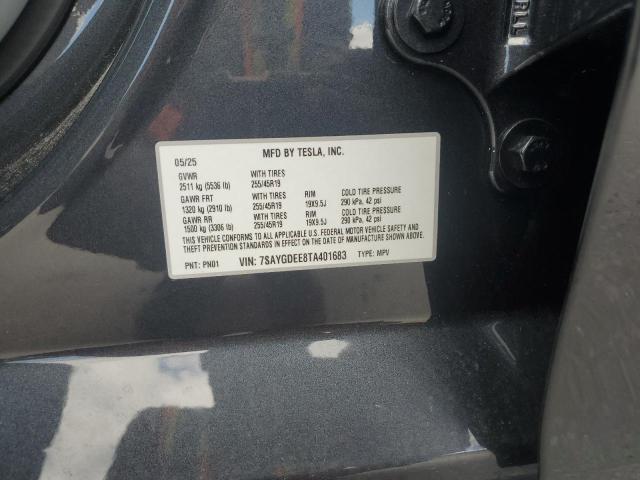 MFD BY TESLA, INC.
05/25
GVWR WITH TIRES
2511 kg (5536 lb) 255/45R19
GAWR FRT WITH TIRES RIM COLD TIRE PRESSURE
1320 kg (2910 lb) 255/45R19 19X9.5J 290 kPa, 42 psi
GAWR RR WITH TIRES RIM COLD TIRE PRESSURE
1500 kg (3306 lb) 255/45R19 19X9.5J 290 kPa, 42 psi
THIS VEHICLE CONFORMS TO ALL APPLICABLE U.S. FEDERAL MOTOR VEHICLE SAFETY AND
THEFT PREVENTION STANDARDS IN EFFECT ON THE DATE OF MANUFACTURE SHOWN ABOVE.
PNT: PN01 VIN: 7SAYGDEE8TA401683 TYPE: MPV